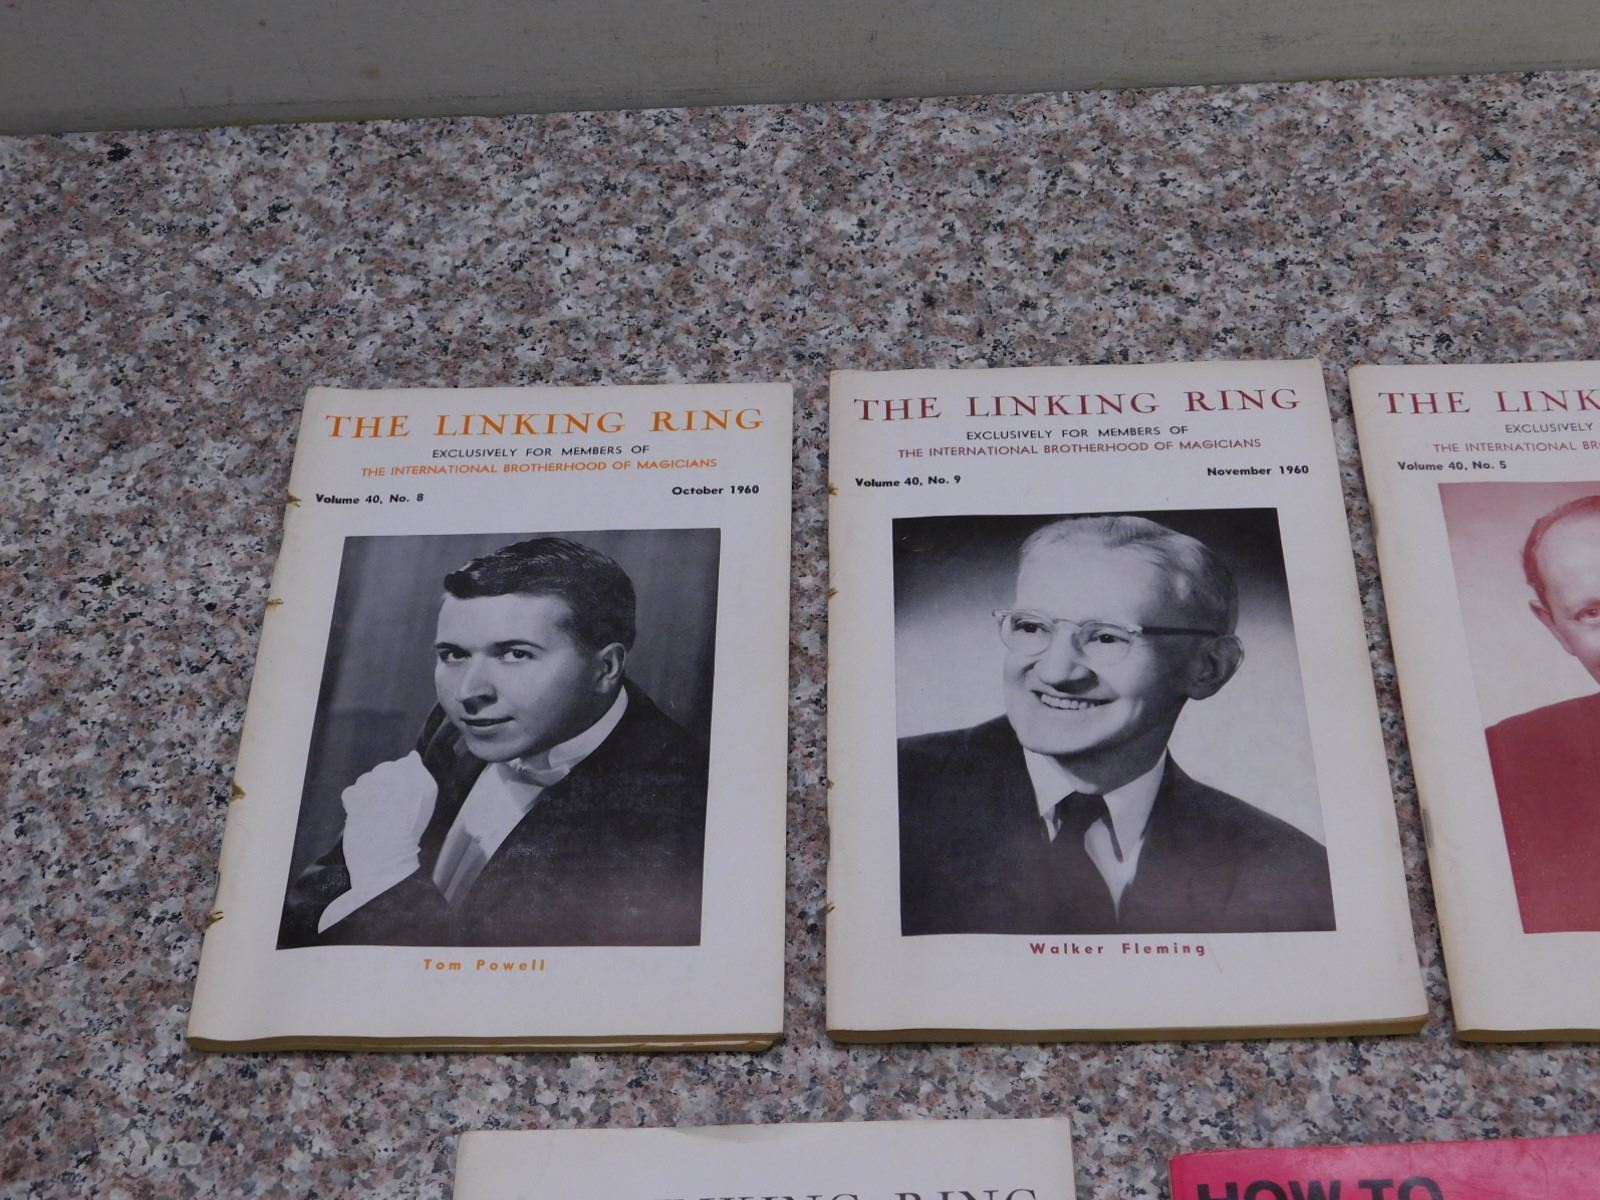 THE LINKING RING
EXCLUSIVELY FOR MEMBERS OF
THE INTERNATIONAL BROTHERHOOD OF MAGICIANS
Volume 40, No. 8 October 1960
Tom Powell
THE LINKING RING
EXCLUSIVELY FOR MEMBERS OF
THE INTERNATIONAL BROTHERHOOD OF MAGICIANS
Volume 40, No. 9 November 1960
Walker Fleming
THE LINK
EXCLUSIVELY
THE INTERNATIONAL BR
Volume 40, No. 5
RING
HOW TO